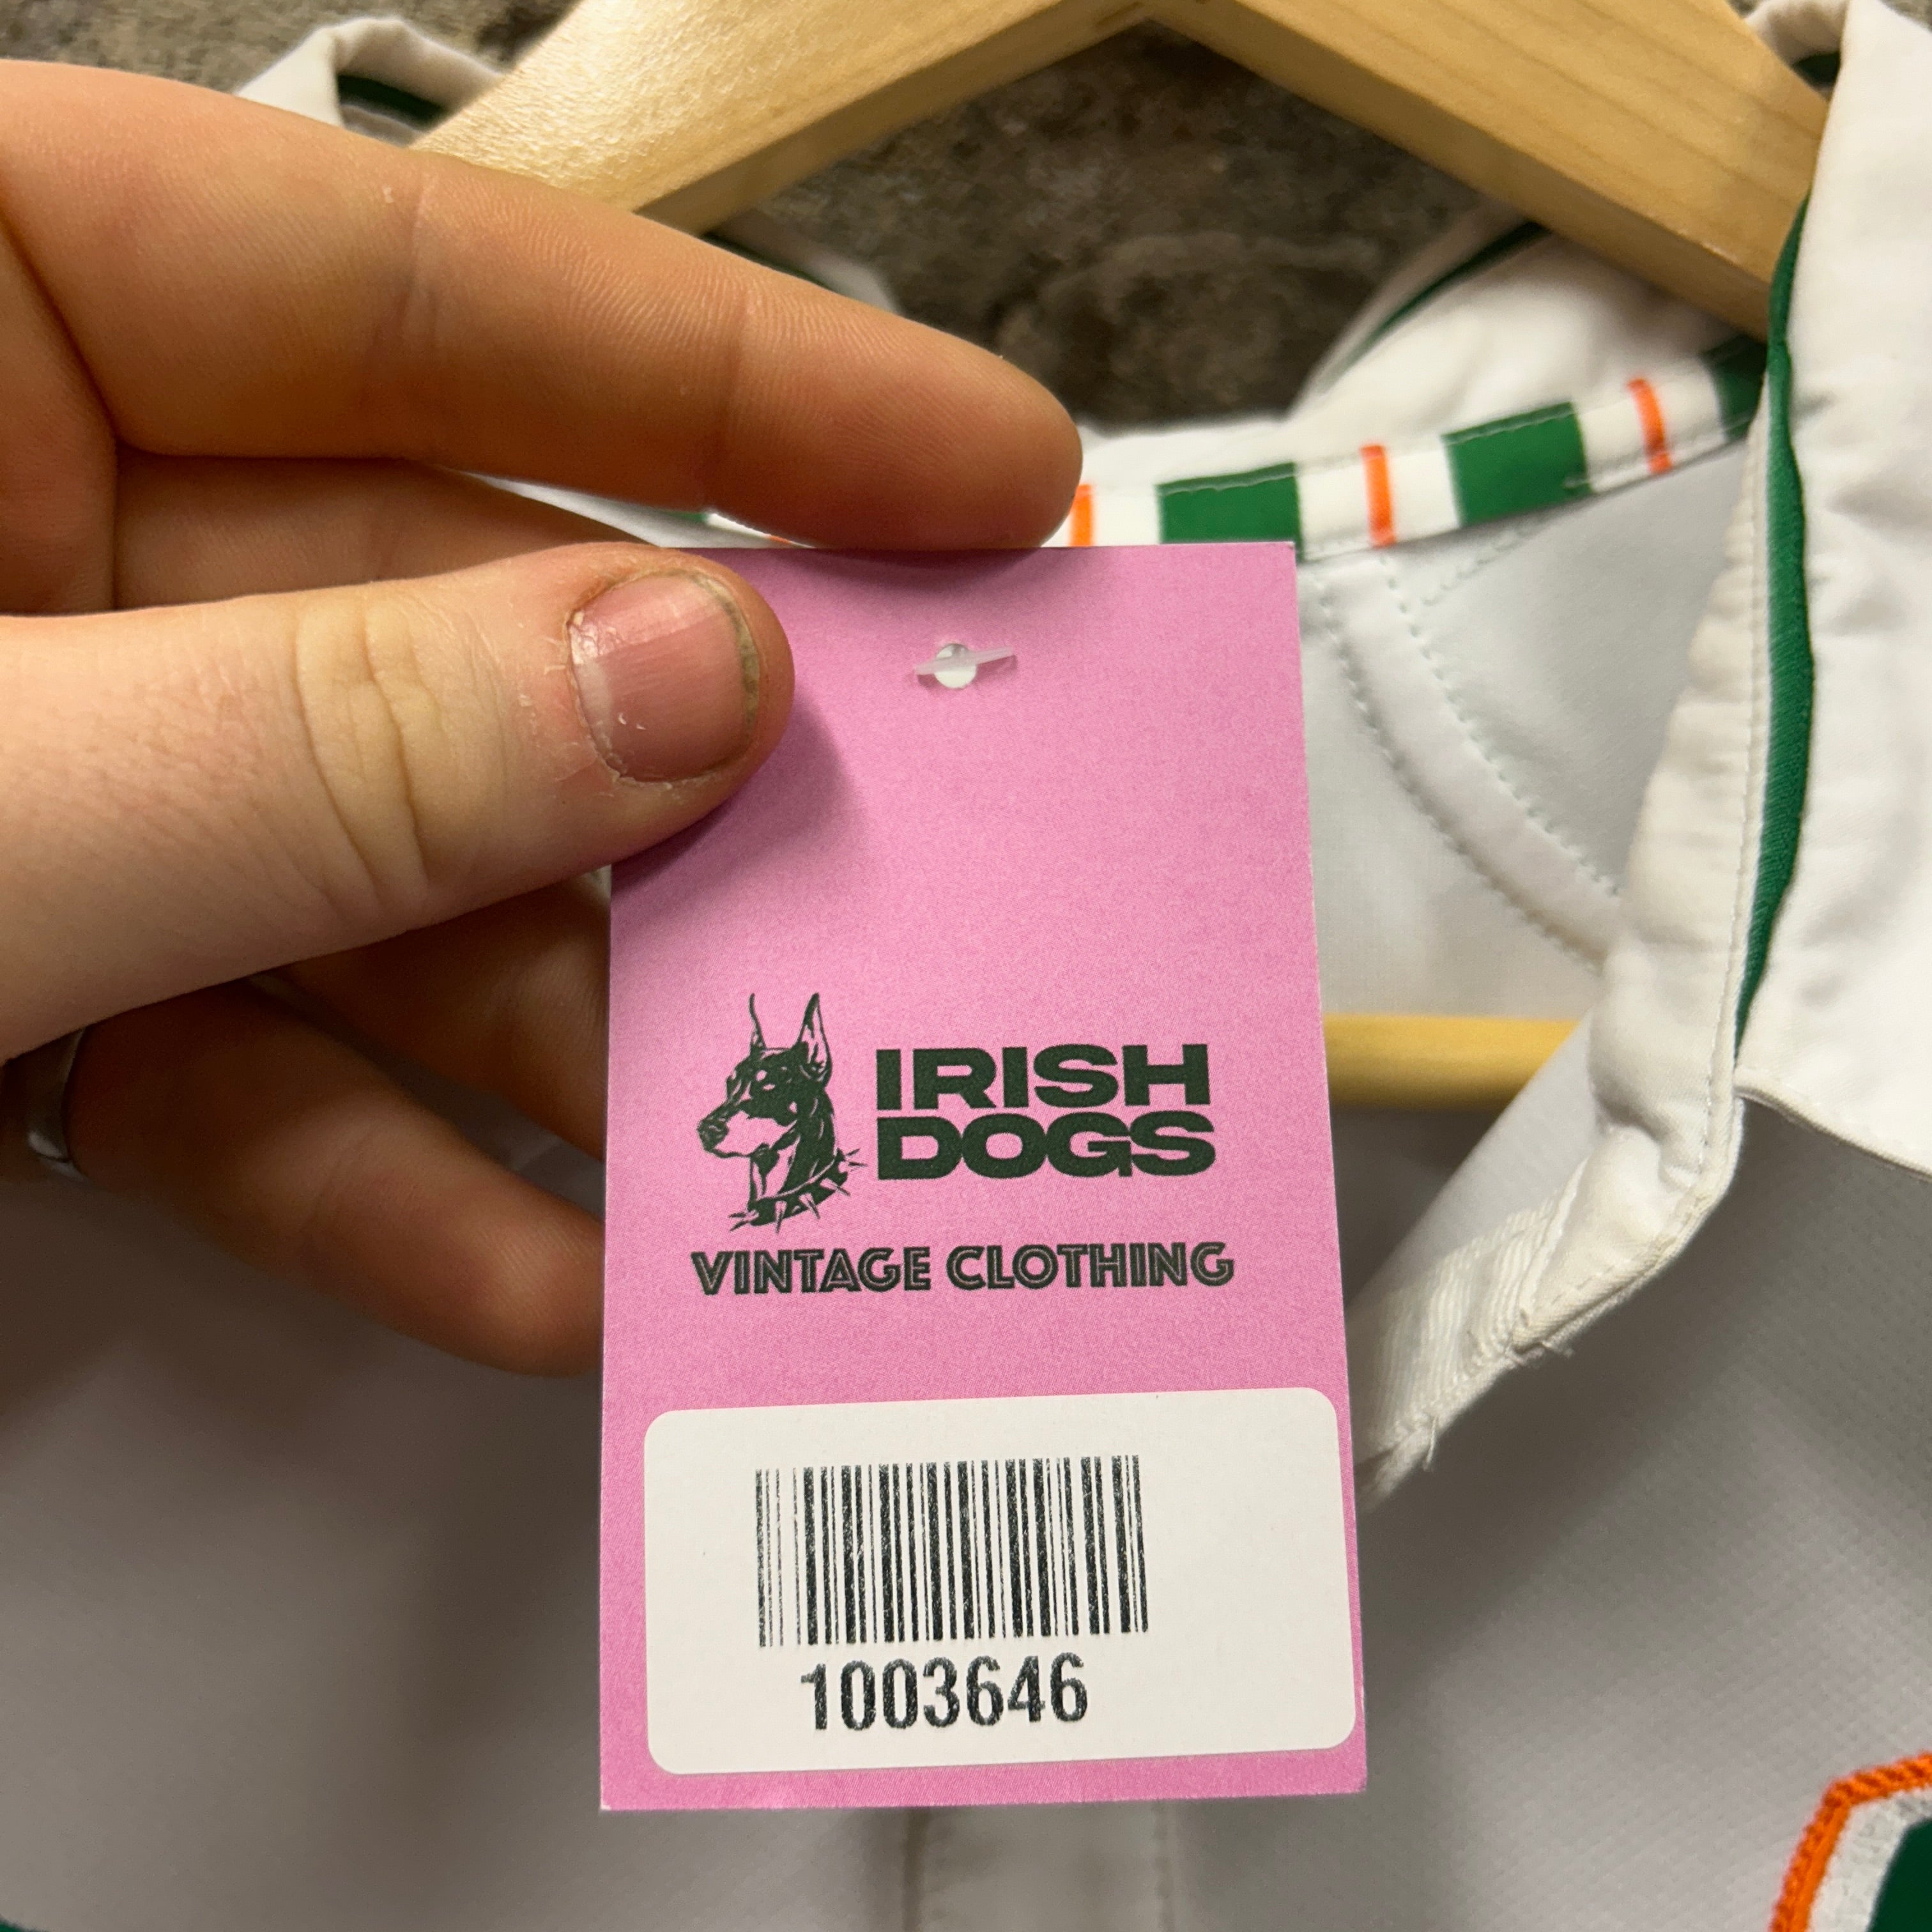 IRISH
DOGS
VINTAGE CLOTHING
1003646